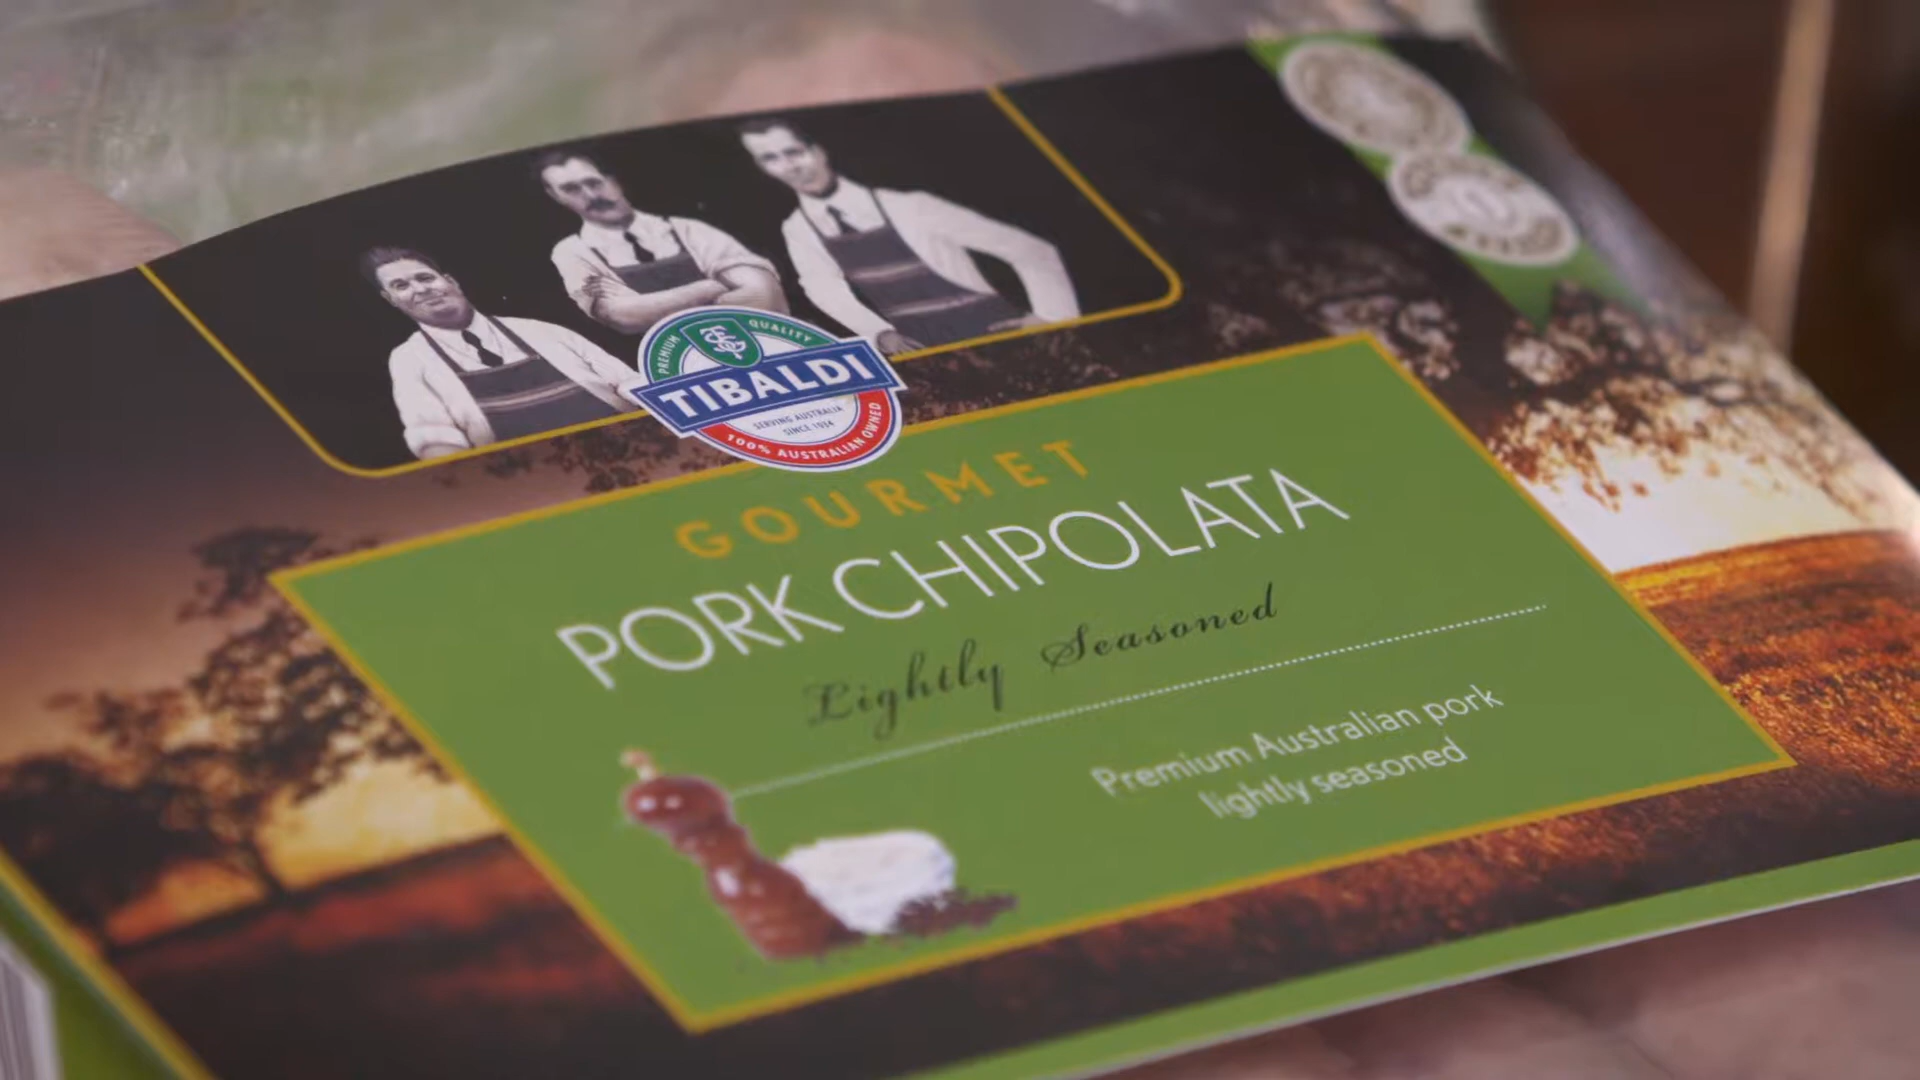 PREMIUM QUALITY
TIBALDI
SERVING AUSTRALIA
SINCE 1934
100% AUSTRALIAN OWNED
GOURMET
PORK CHIPOLATA
Lightly Seasoned
Premium Australian pork
lightly seasoned